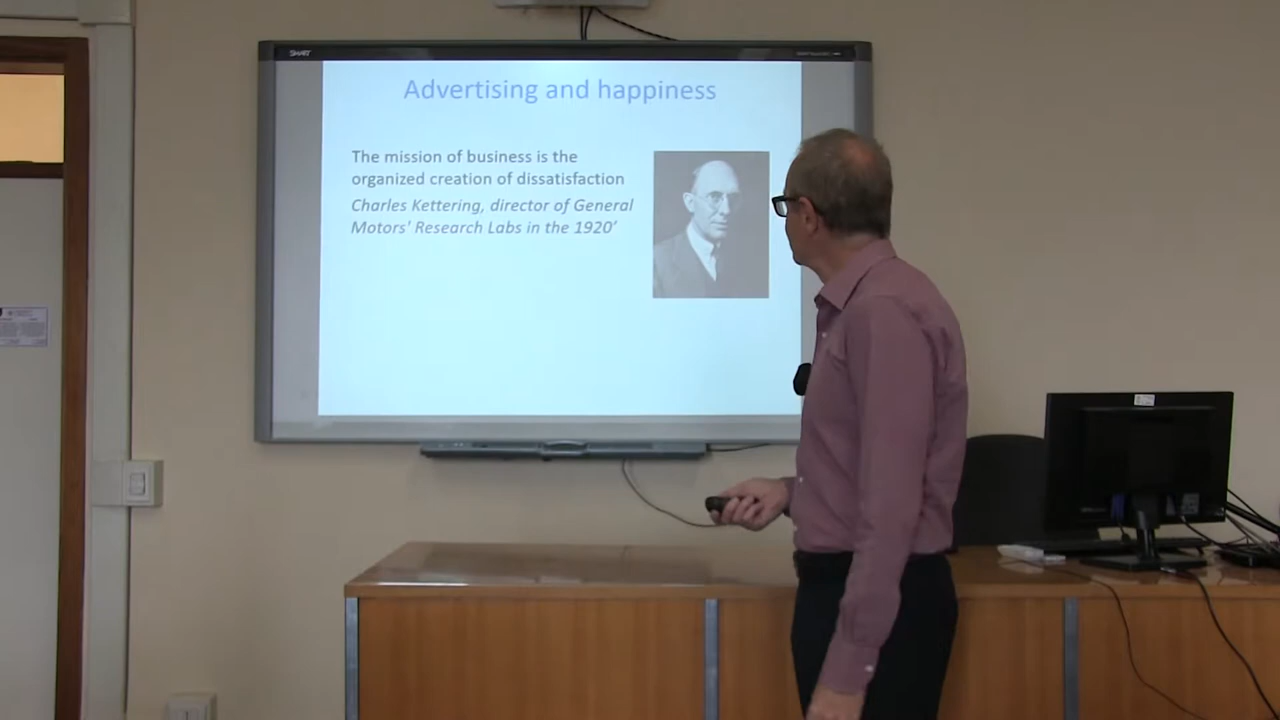 SMART
Advertising and happiness
The mission of business is the
organized creation of dissatisfaction
Charles Kettering, director of General
Motors' Research Labs in the 1920'